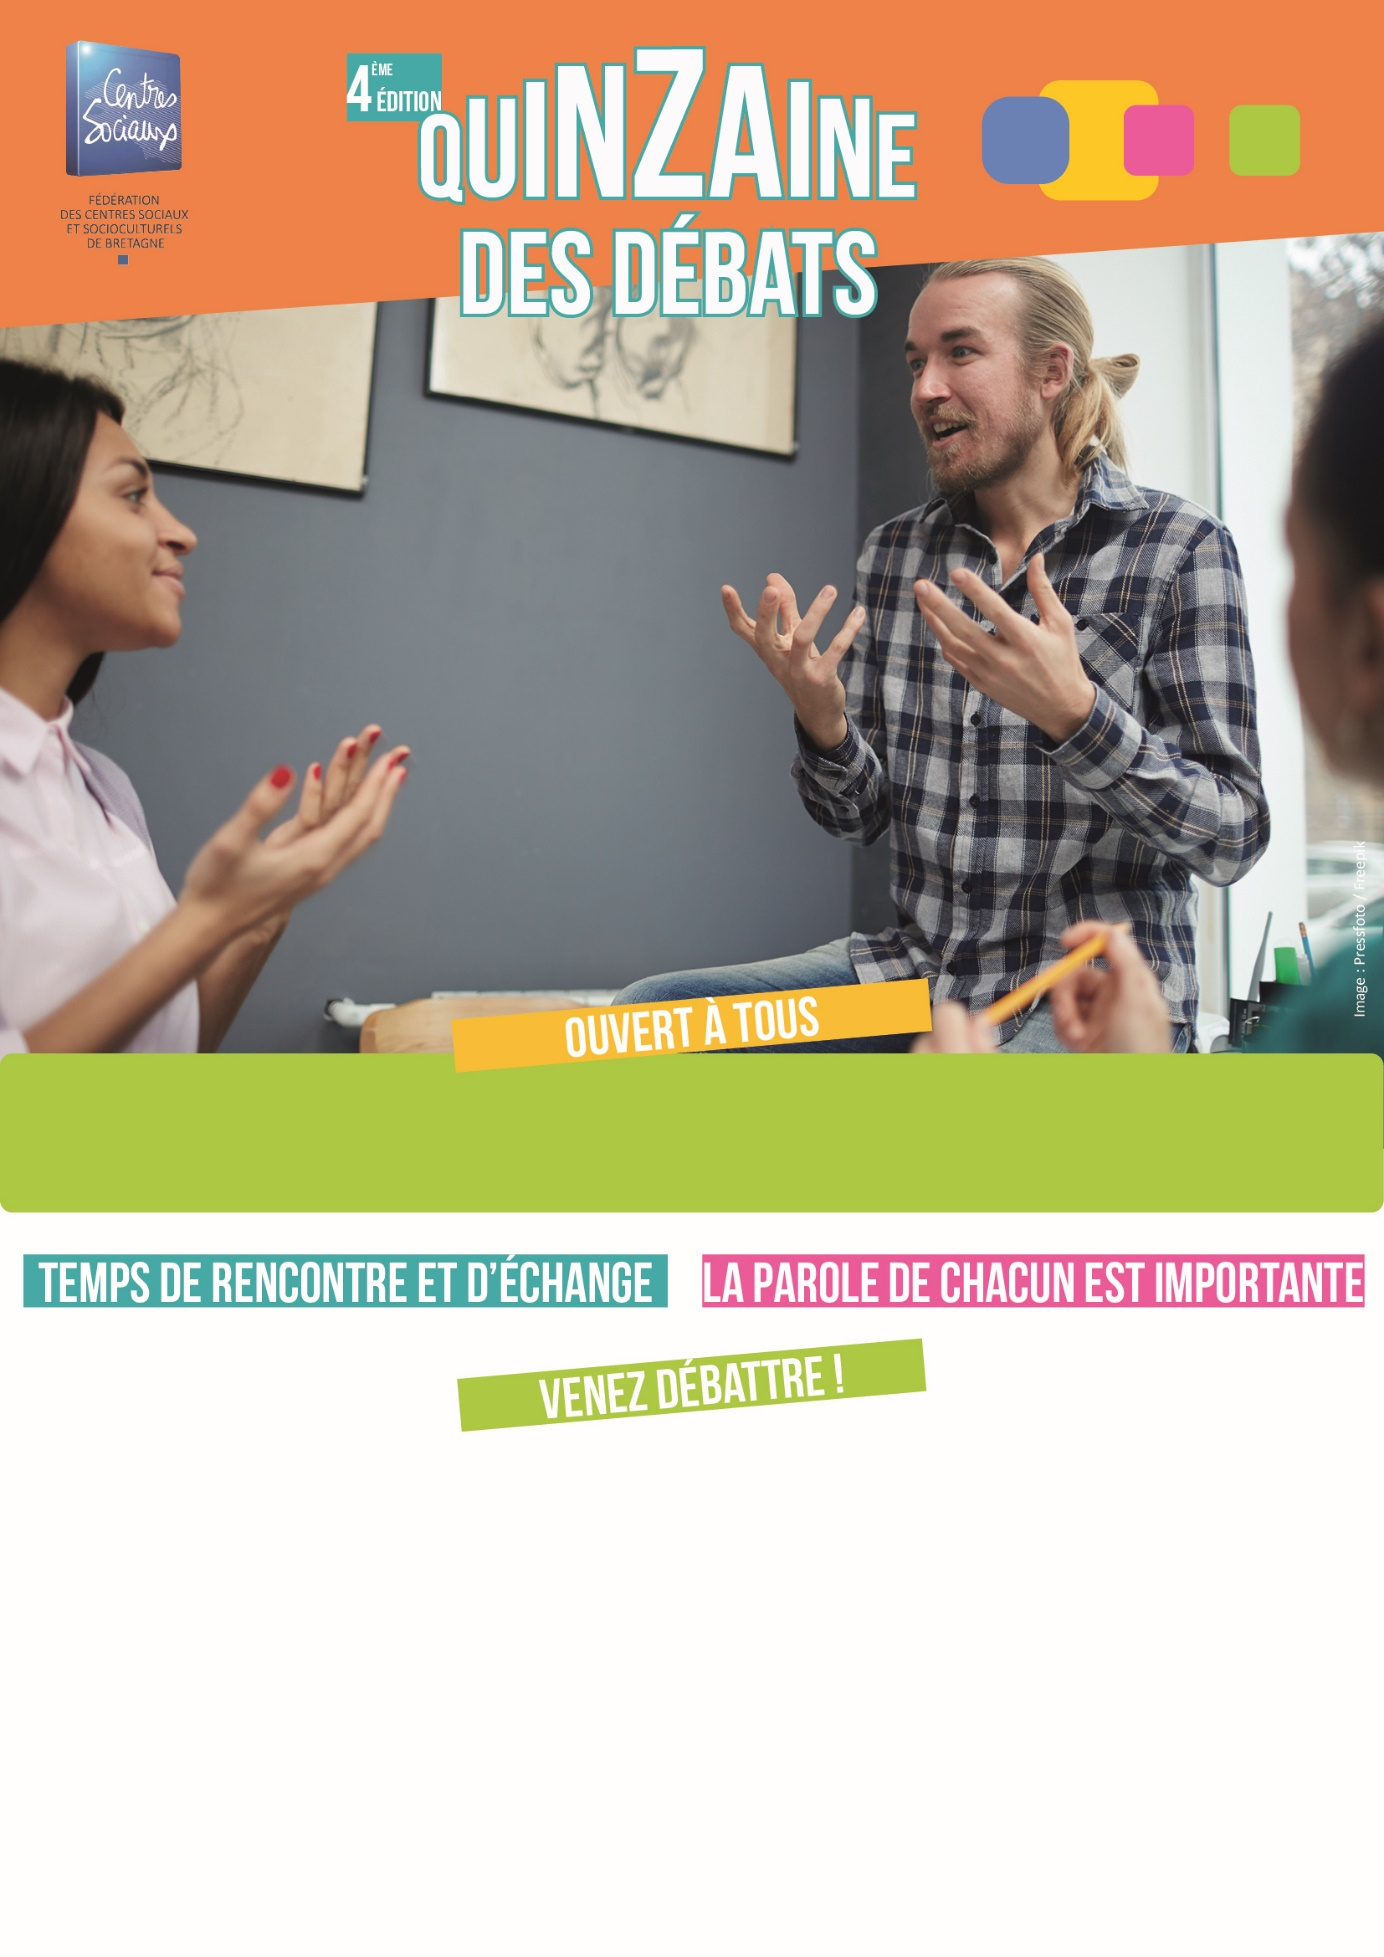 Centres
Sociaux
FÉDÉRATION
DES CENTRES SOCIAUX
ET SOCIOCULTURELS
DE BRETAGNE
4ÈME ÉDITION
QUINZAINE
DES DÉBATS
Image : Pressfoto / Freepik
OUVERT À TOUS
TEMPS DE RENCONTRE ET D'ÉCHANGE
LA PAROLE DE CHACUN EST IMPORTANTE
VENEZ DÉBATTRE !